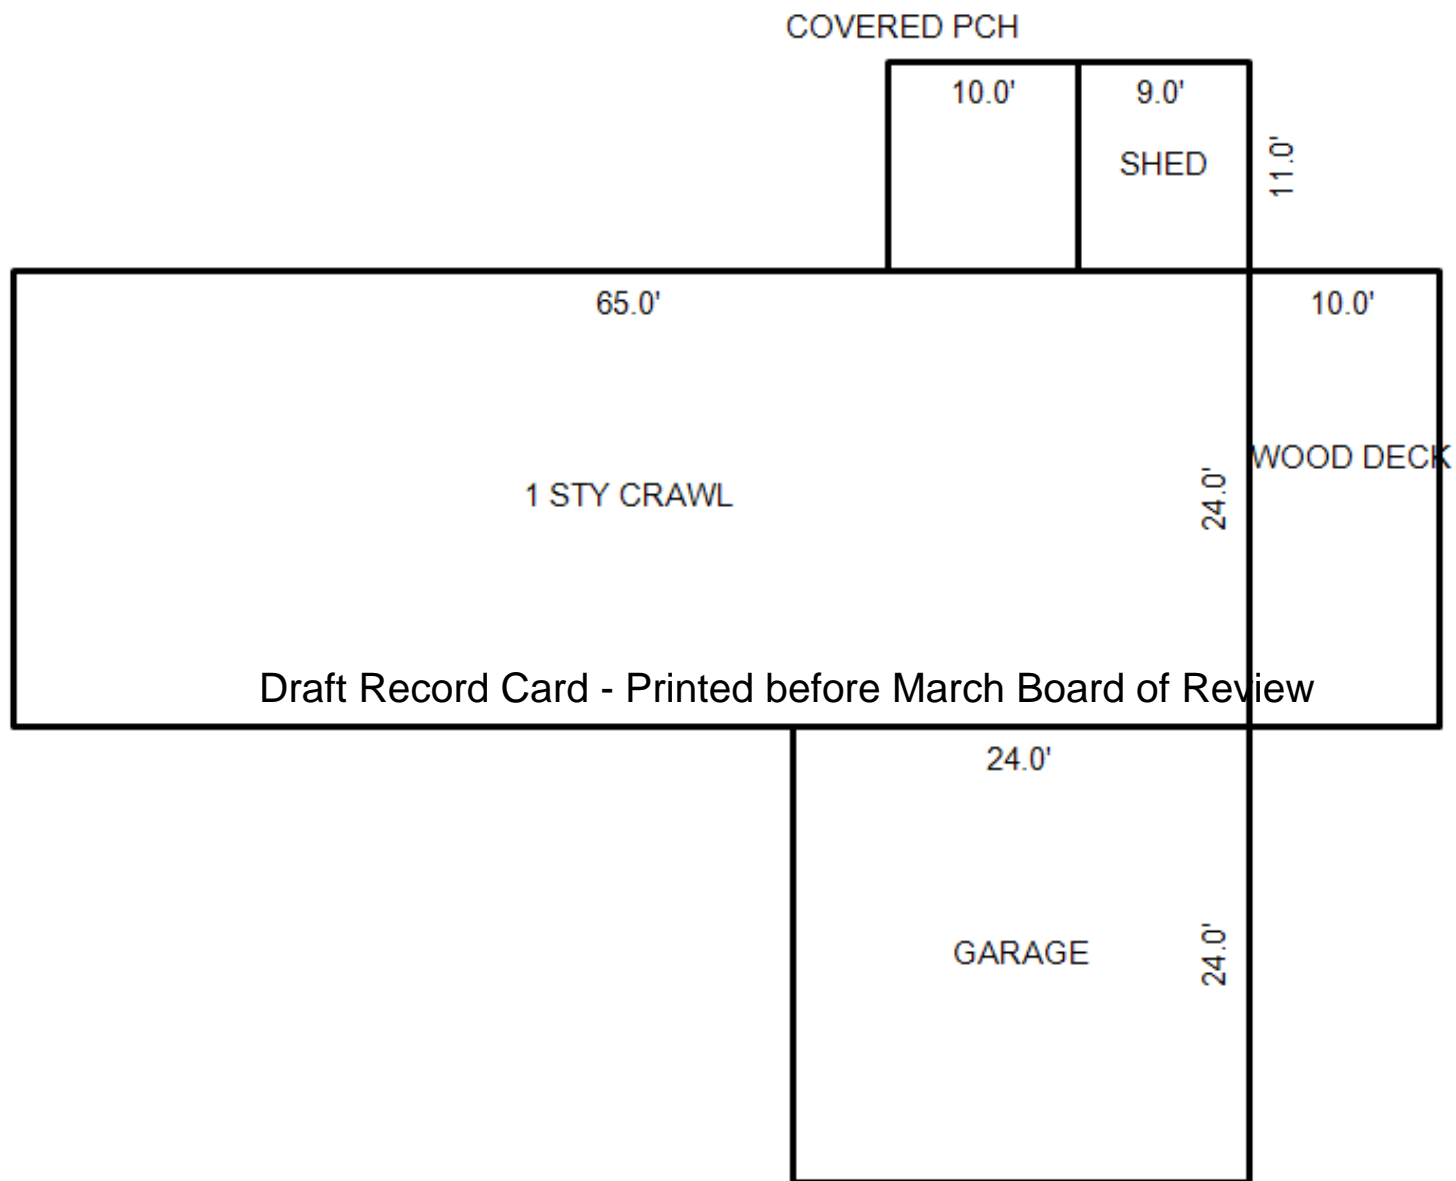 COVERED PCH
10.0'
9.0'
SHED
11.0'
65.0'
10.0'
1 STY CRAWL
24.0'
WOOD DECK
Draft Record Card - Printed before March Board of Review
24.0'
GARAGE
24.0'